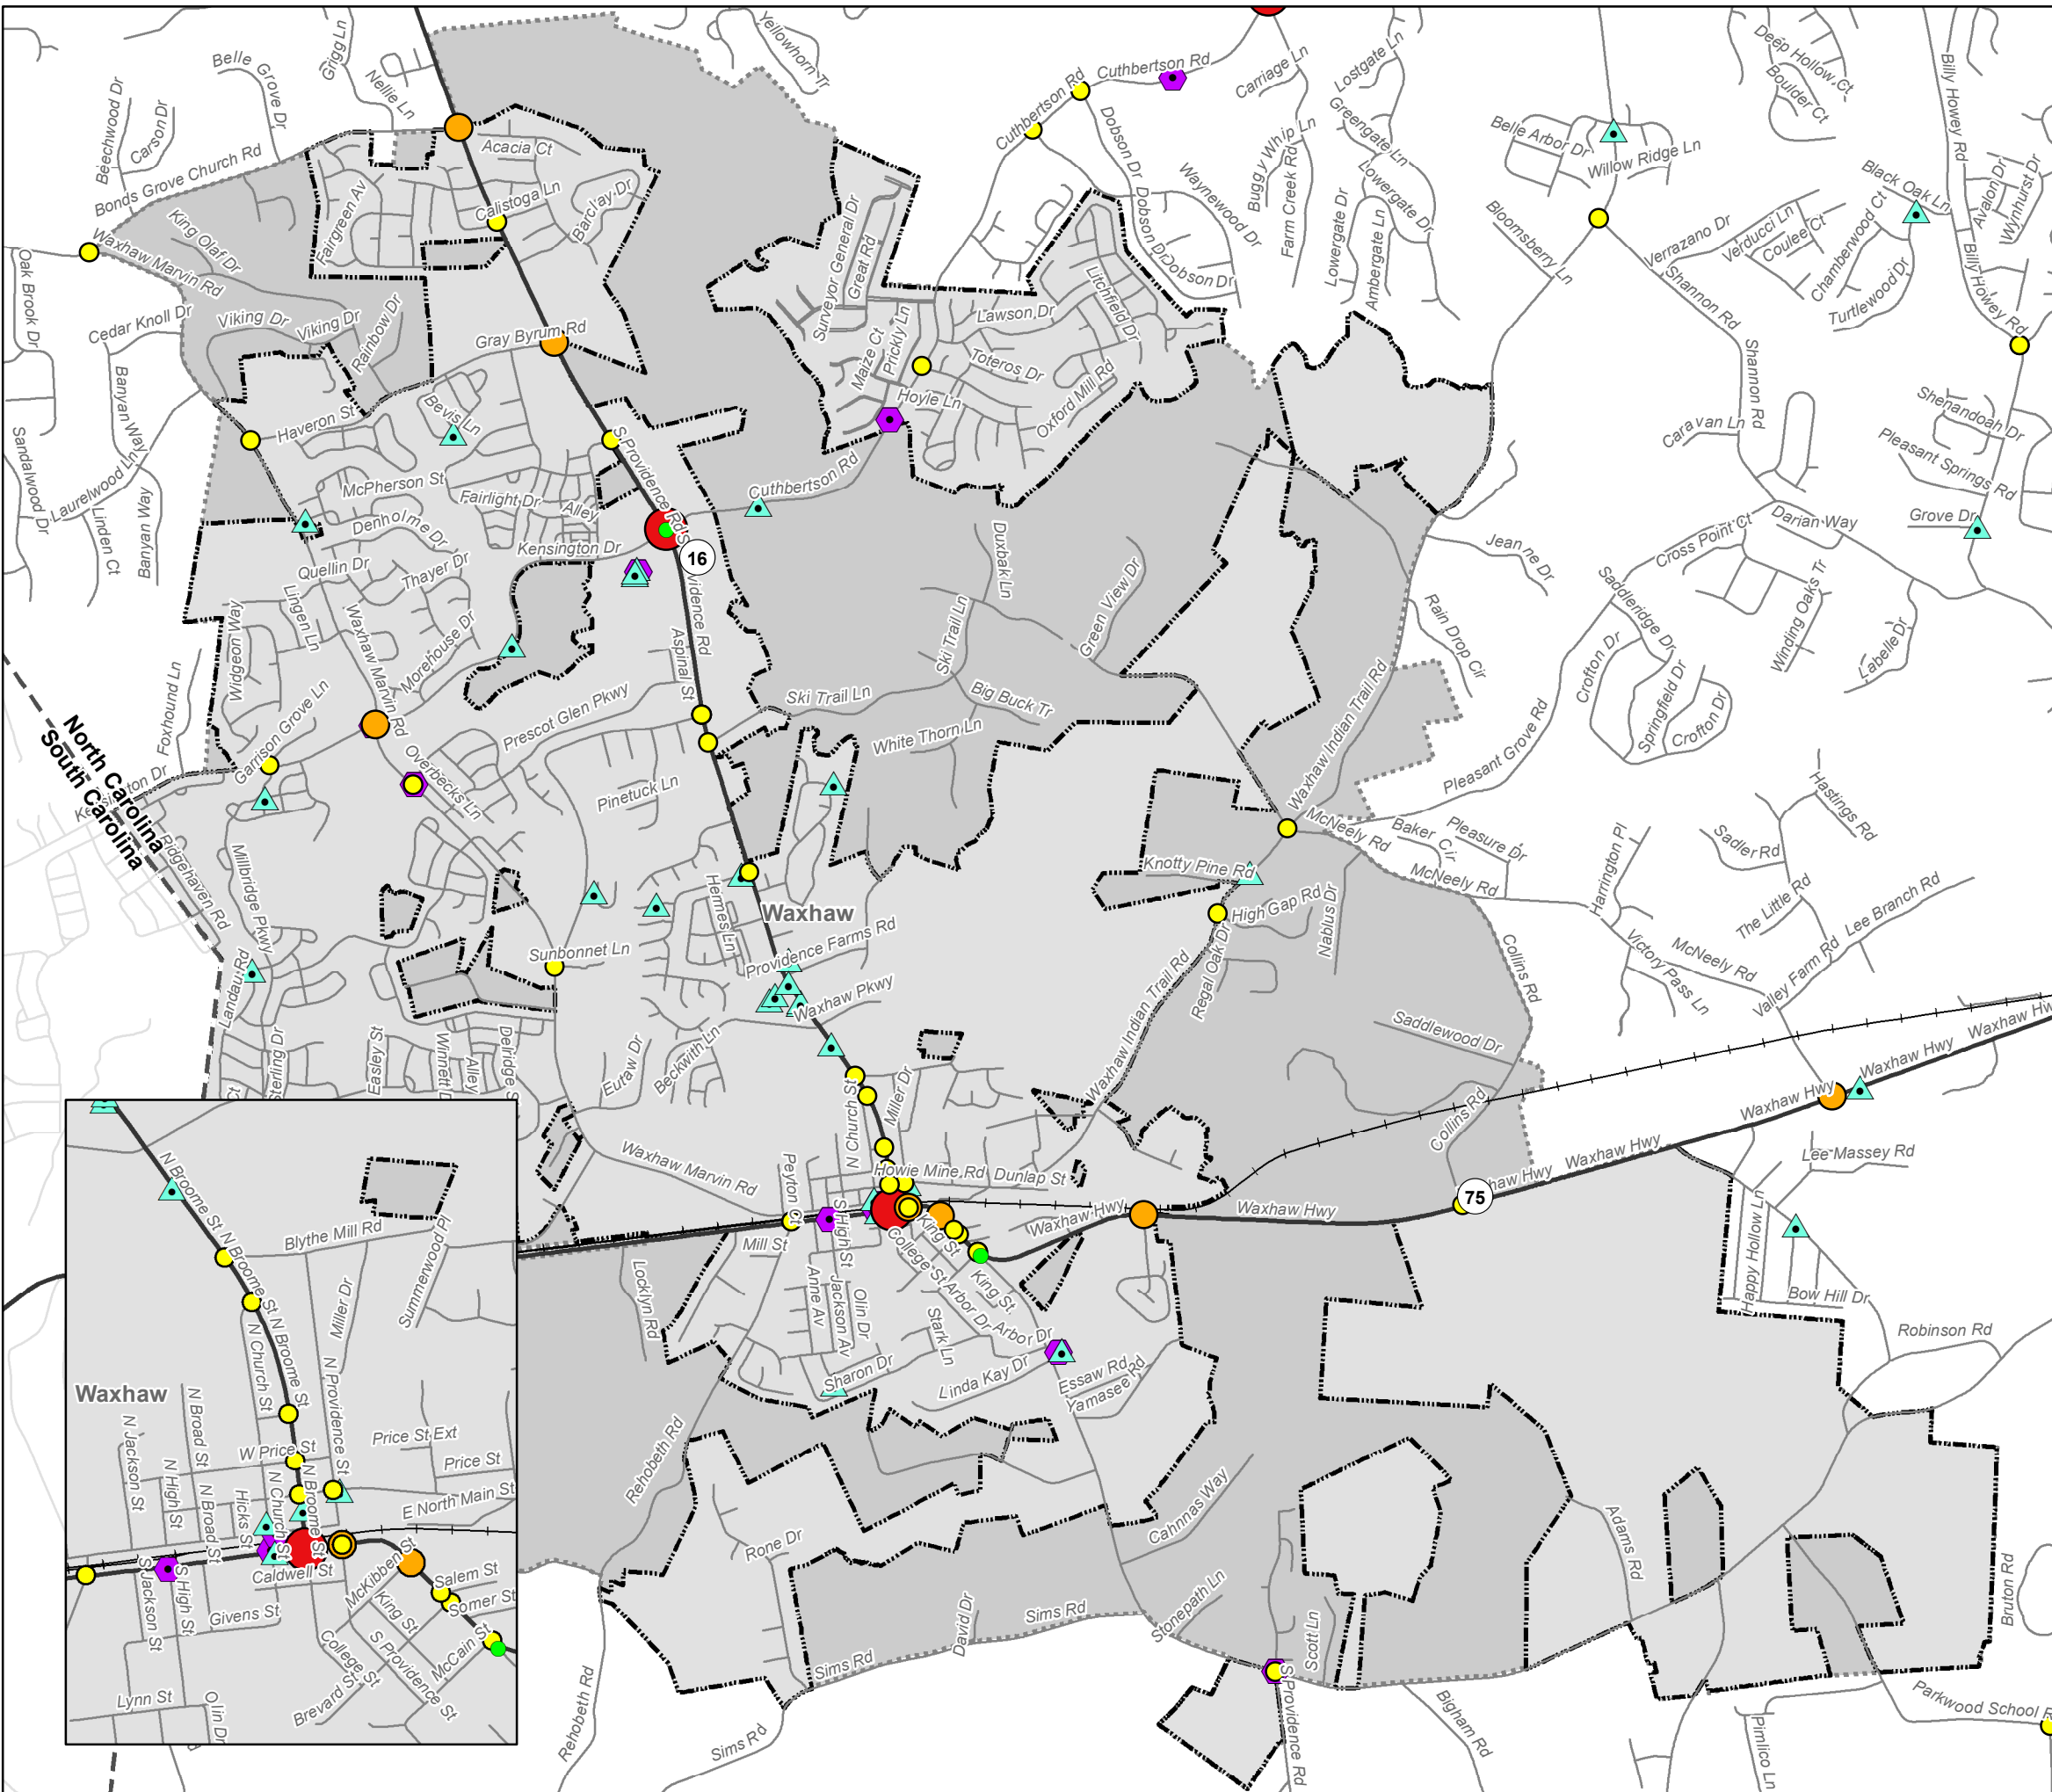 Yellowhorn Tr
Grigg Ln
Belle Grove Dr
Nellie Ln
Beechwood Dr
Carson Dr
Bonds Grove Church Rd
Acacia Ct
Calistoga Ln
Barclay Dr
Fairgreen Av
King Olaf Dr
Waxhaw Marvin Rd
Oak Brook Dr
Cedar Knoll Dr
Viking Dr
Viking Dr
Rainbow Dr
Gray Byrum Rd
Banyan Way
Haveron St
Bevis Ln
Sandalwood Dr
Laurelwood Ln
Linden Ct
Banyan Way
McPherson St
Fairlight Dr
Alley
Denholme Dr
Kensington Dr
Quellin Dr
Thayer Dr
S Providence Rd
16
Cuthbertson Rd
Cuthbertson Rd
Cuthbertson Rd
Carriage Ln
Lostgate Ln
Greengate Ln
Lowergate Dr
Lowergate Dr
Ambergate Ln
Buggy Whip Ln
Farm Creek Rd
Dobson Dr
Dobson Dr
Dobson Dr
Waynewood Dr
Surveyor General Dr
Great Rd
Maize Ct
Prickly Ln
Lawson Dr
Litchfield Dr
Toteros Dr
Hoyle Ln
Oxford Mill Rd
Deep Hollow Ct
Boulder Ct
Billy Howey Rd
Billy Howey Rd
Belle Arbor Dr
Willow Ridge Ln
Black Oak Ln
Avalon Dr
Wynhurst Dr
Bloomsberry Ln
Verrazano Dr
Verducci Ln
Coulee Ct
Chamberwood Ct
Turtlewood Dr
Shannon Rd
Shannon Rd
Caravan Ln
Shenandoah Dr
Pleasant Springs Rd
Grove Dr
Darian Way
Cross Point Ct
Jeanne Dr
Saddleridge Dr
Winding Oaks Tr
Labelle Dr
Rain Drop Cir
Crofton Dr
Springfield Dr
Crofton Dr
Duxbak Ln
Green View Dr
Ski Trail Ln
Ski Trail Ln
Big Buck Tr
White Thorn Ln
Widgeon Way
Lingen Ln
Waxhaw Marvin Rd
Morehouse Dr
Aspinal St
Foxhound Ln
Garrison Grove Ln
Overbecks Ln
Prescot Glen Pkwy
Pinetuck Ln
North Carolina
South Carolina
Ridgehaven Rd
Millbridge Pkwy
Landau Rd
Waxhaw Indian Trail Rd
Pleasant Grove Rd
McNeely Rd
Baker Cir
Pleasure Dr
McNeely Rd
Knotty Pine Rd
High Gap Rd
Nablus Dr
Regal Oak Dr
Hastings Rd
Sadler Rd
Harrington Pl
The Little Rd
Lee Branch Rd
Victory Pass Ln
McNeely Rd
Valley Farm Rd
Collins Rd
Hermes Ln
Waxhaw
Providence Farms Rd
Waxhaw Pkwy
Sunbonnet Ln
Sterling Dr
Easley St
Alley
Eutaw Dr
Beckwith Ln
Waxhaw Indian Trail Rd
Saddlewood Dr
Collins Rd
Waxhaw Hwy
Waxhaw Hwy
Waxhaw Hwy
Waxhaw Hwy
75
Waxhaw Hwy
Waxhaw Hwy
Miller Dr
N Church St
Howie Mine Rd
Dunlap St
Waxhaw Marvin Rd
Peyton Ct
S High St
Mill St
Locklyn Rd
Anne Av
Jackson Av
Olin Dr
College St
King St
King St
Arbor Dr
Arbor Dr
Stark Ln
Sharon Dr
Linda Kay Dr
Essaw Rd
Yamasee Rd
Lee Massey Rd
Happy Hollow Ln
Bow Hill Dr
Robinson Rd
Rehobeth Rd
Rone Dr
David Dr
Sims Rd
Sims Rd
Sims Rd
Rehobeth Rd
Cahnnas Way
Stonepath Ln
Scott Ln
S Providence Rd
Bigham Rd
Adams Rd
Bruton Rd
Pimlico Ln
Parkwood School R
N Broome St
N Broome St
N Broome St
Blythe Mill Rd
Miller Dr
Summerwood Pl
N Church St
N Providence St
Waxhaw
N Jackson St
N Broad St
N High St
N Broad St
Hicks St
W Price St
N Church St
N Broome St
Price St Ext
Price St
E North Main St
S Jackson St
S High St
Caldwell St
Givens St
McKibben St
Salem St
Somer St
King St
S Providence St
McCain St
College St
Brevard St
Lynn St
Olin Dr